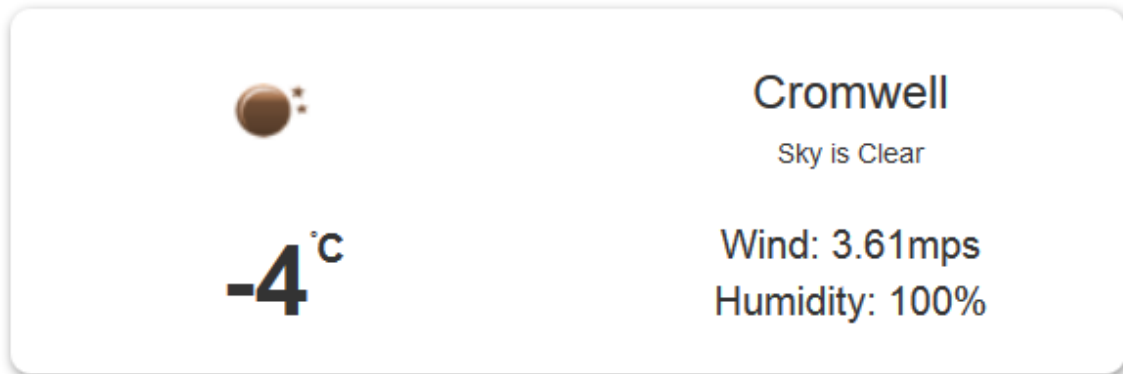 Cromwell
Sky is Clear
-4°C
Wind: 3.61mps
Humidity: 100%